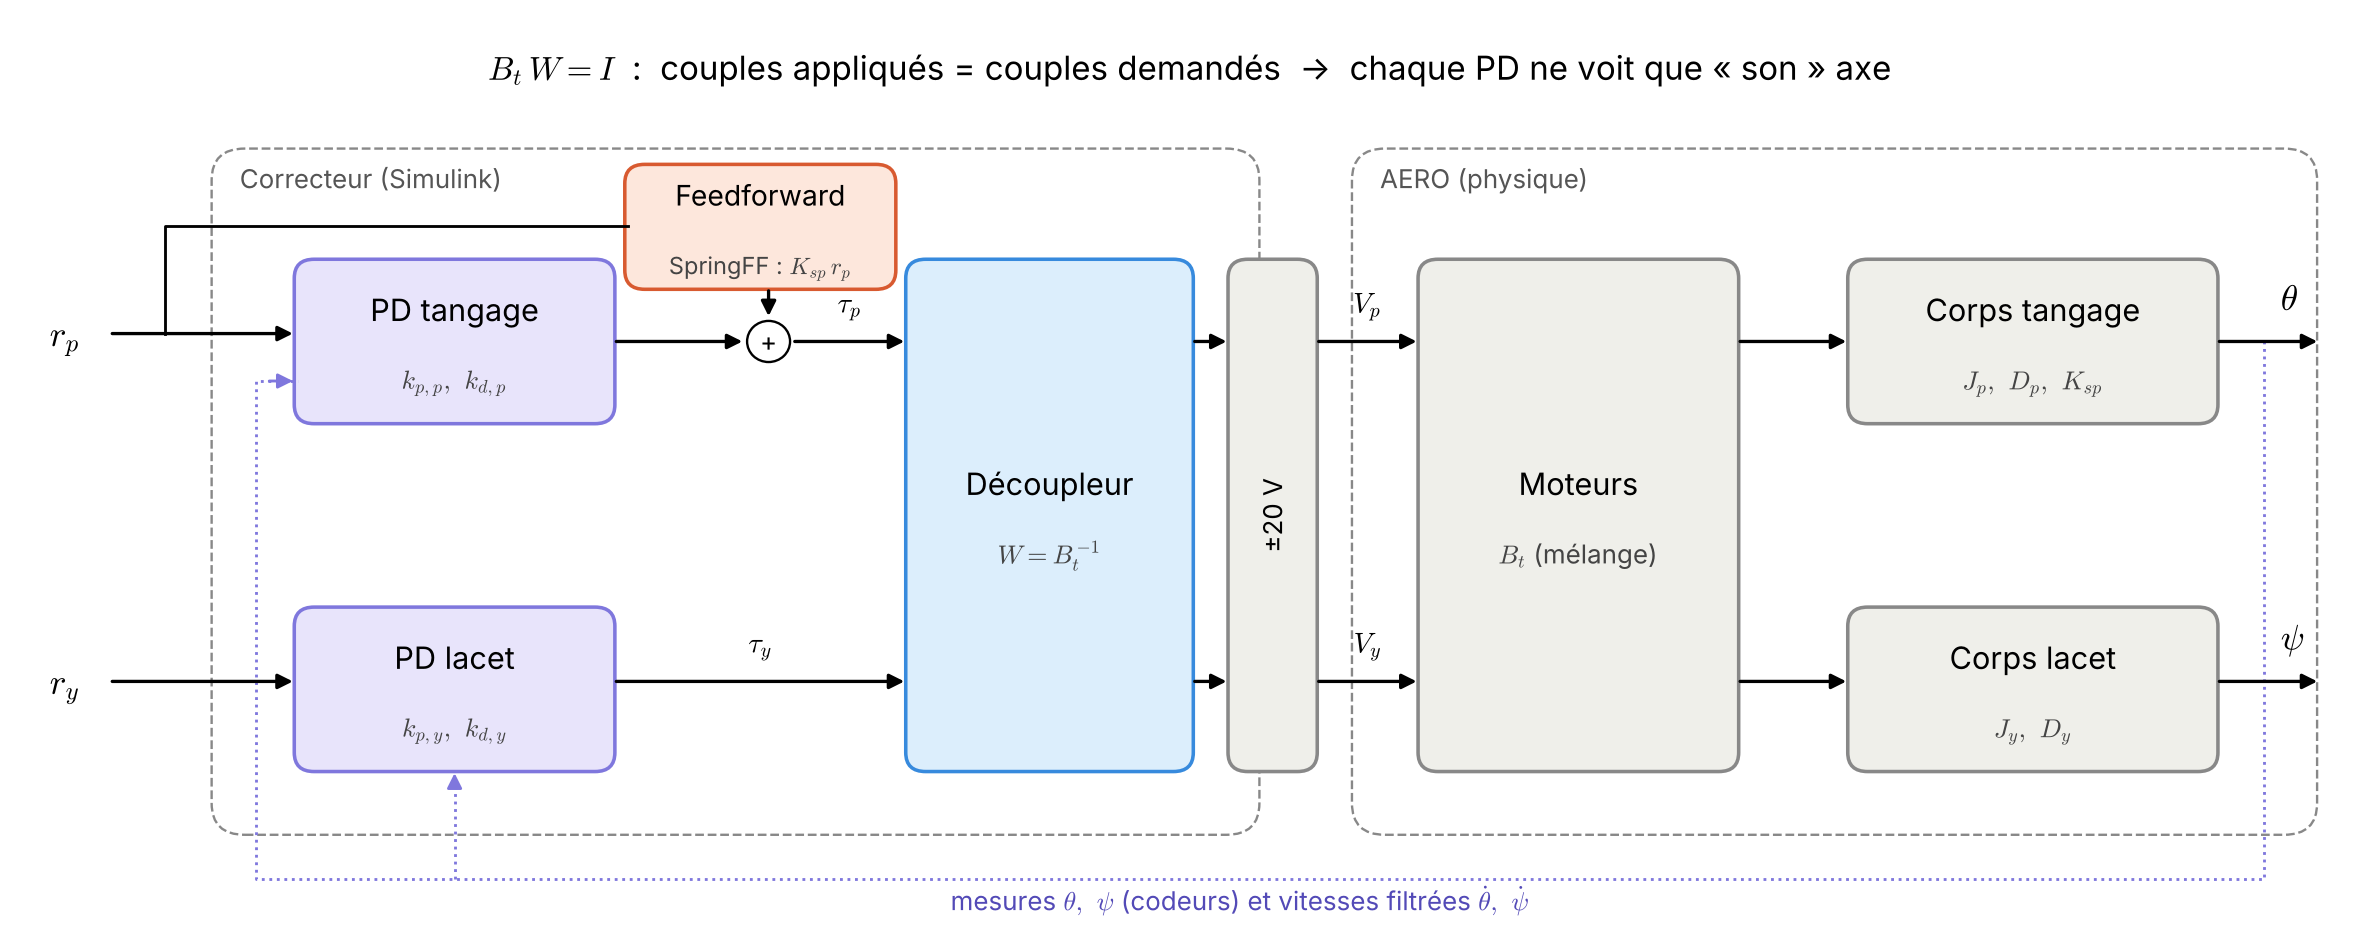 B_t W = I : couples appliqués = couples demandés → chaque PD ne voit que « son » axe
Correcteur (Simulink)
AERO (physique)
Feedforward
SpringFF : K_sp r_p
r_p
PD tangage
k_p,p, k_d,p
+
τ_p
V_p
Corps tangage
J_p, D_p, K_sp
θ
Découpleur
W = B_t^−1
±20 V
Moteurs
B_t (mélange)
r_y
PD lacet
k_p,y, k_d,y
τ_y
V_y
Corps lacet
J_y, D_y
ψ
mesures θ, ψ (codeurs) et vitesses filtrées θ̇, ψ̇